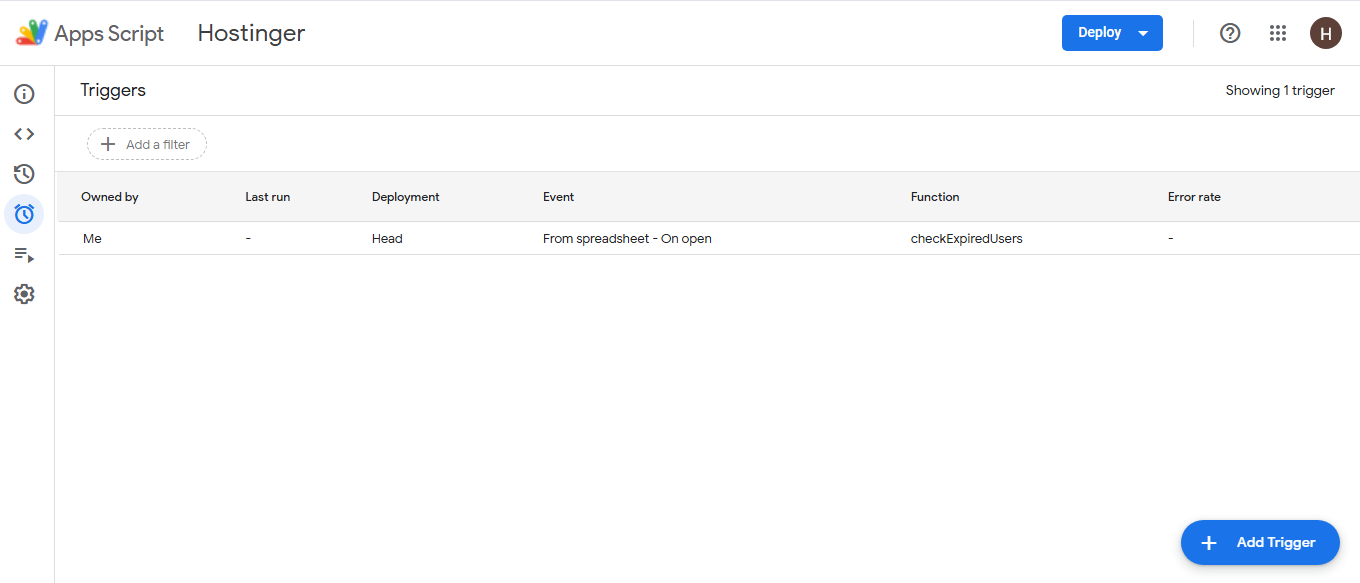 Apps Script Hostinger Deploy H
Triggers Showing 1 trigger
Add a filter
Owned by Last run Deployment Event Function Error rate
Me - Head From spreadsheet - On open checkExpiredUsers -
Add Trigger